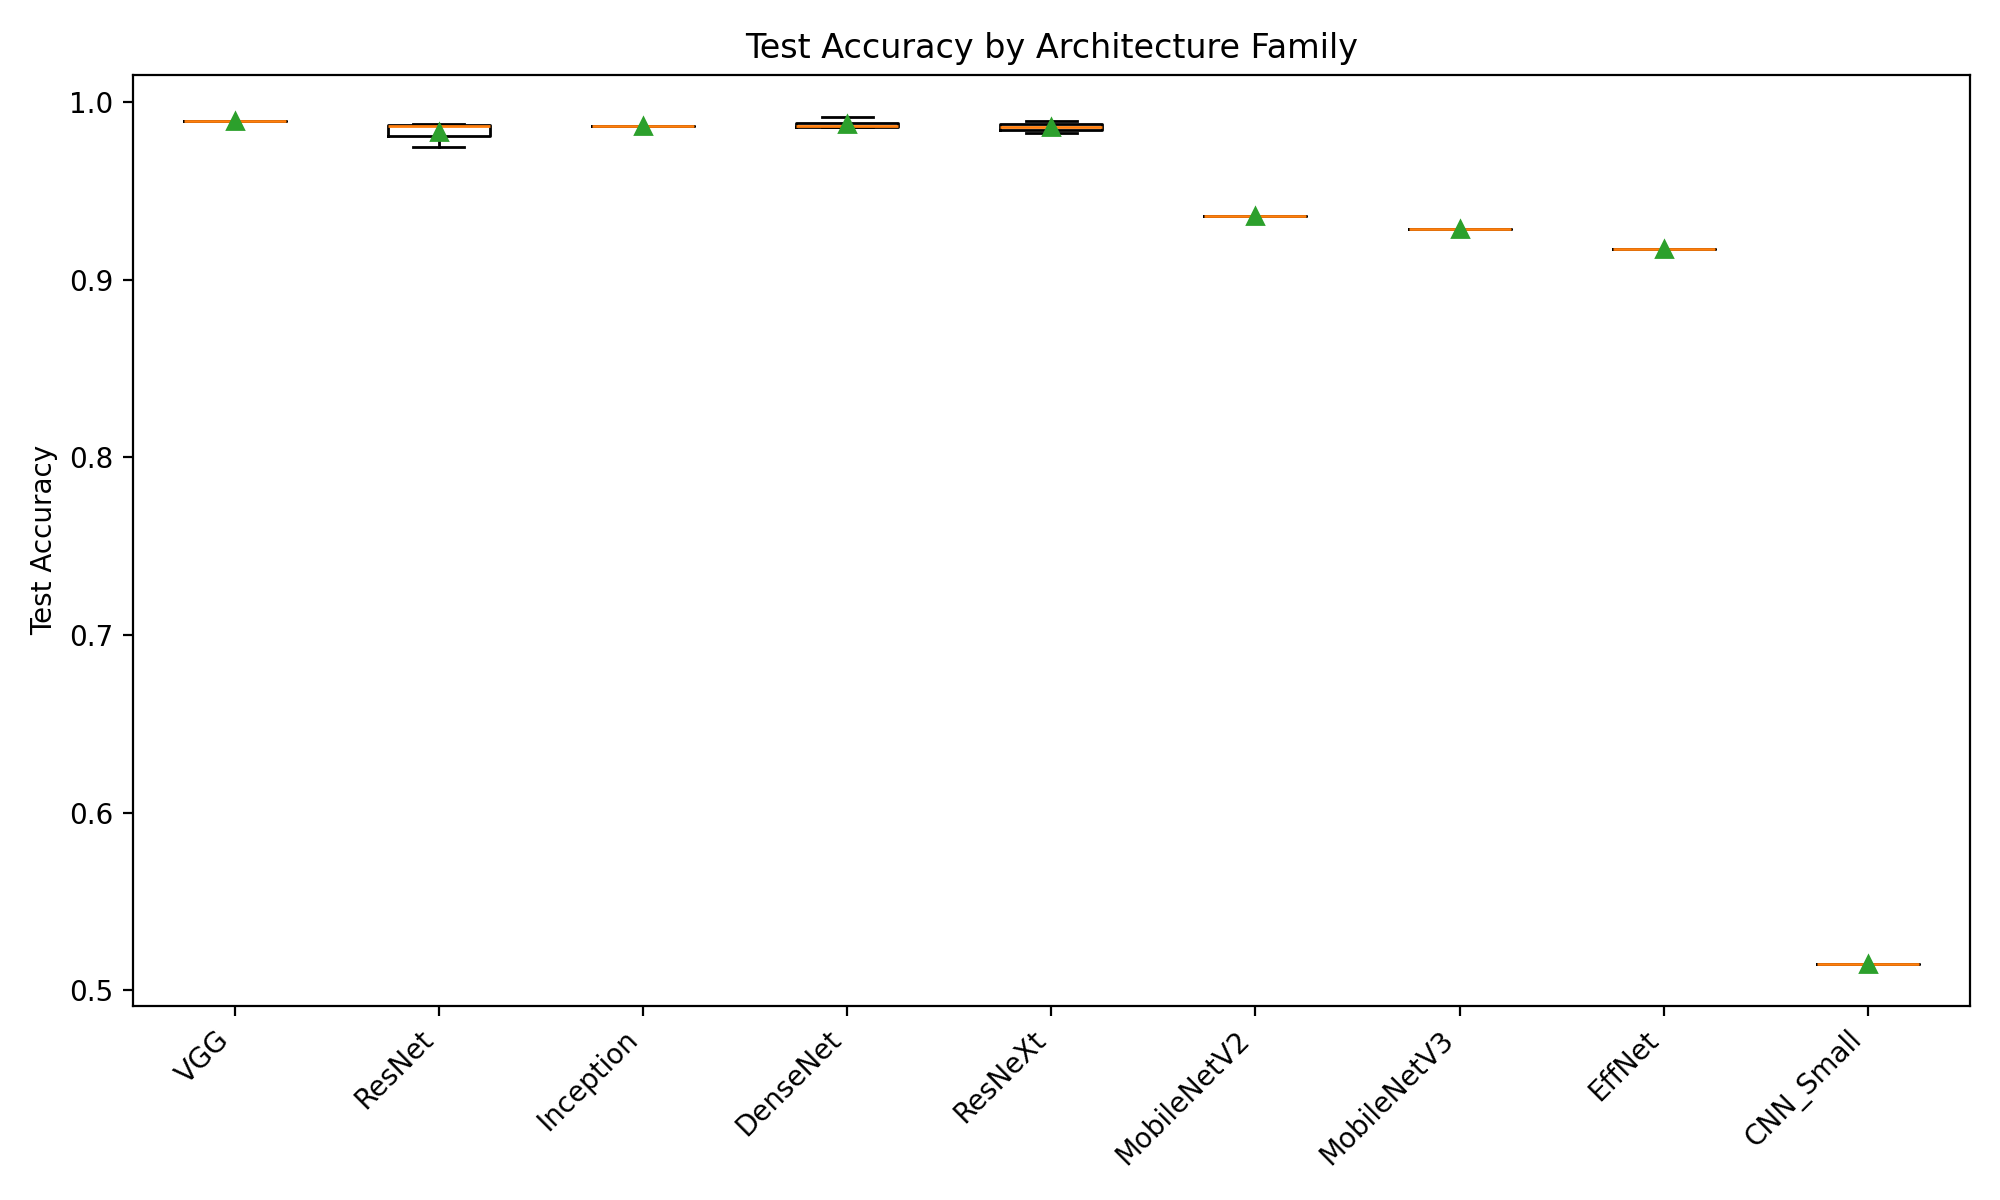 Test Accuracy by Architecture Family
Test Accuracy
1.0
0.9
0.8
0.7
0.6
0.5
VGG
ResNet
Inception
DenseNet
ResNeXt
MobileNetV2
MobileNetV3
EffNet
CNN_Small